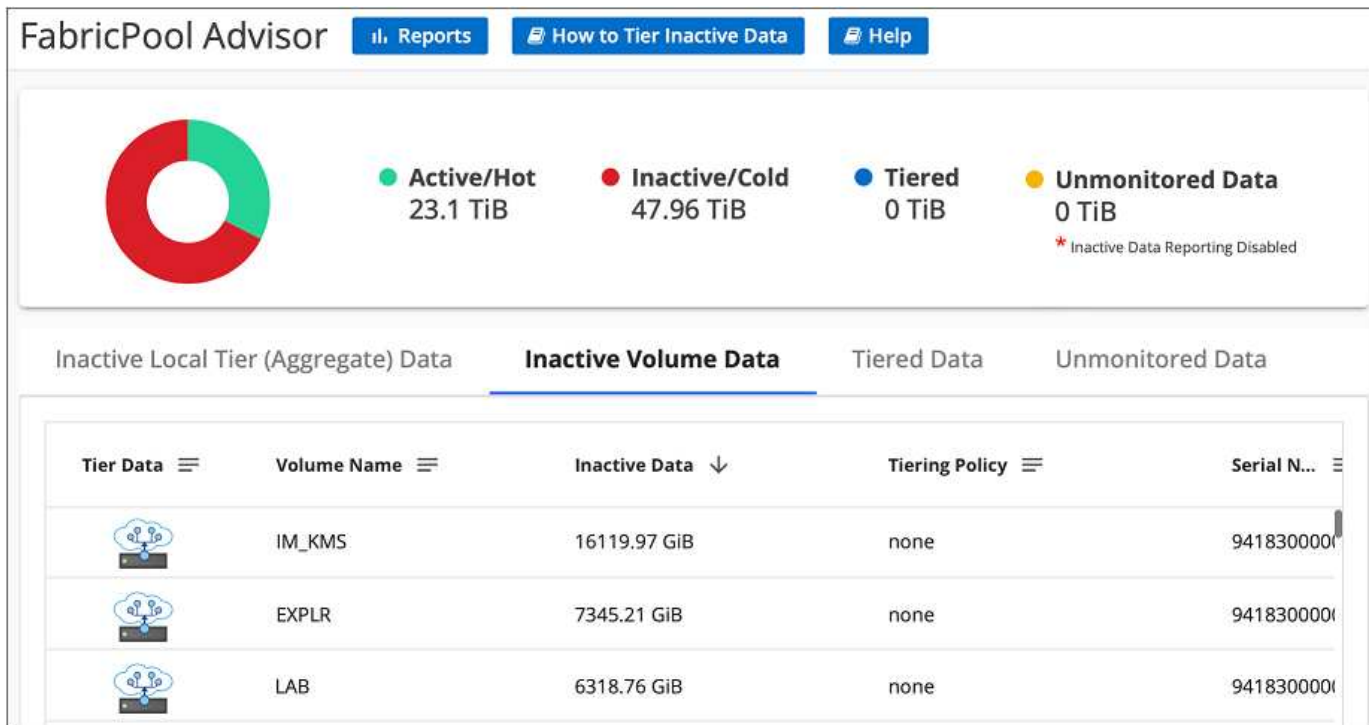 FabricPool Advisor Reports How to Tier Inactive Data Help
Active/Hot Inactive/Cold Tiered Unmonitored Data
23.1 TiB 47.96 TiB 0 TiB 0 TiB
* Inactive Data Reporting Disabled
Inactive Local Tier (Aggregate) Data Inactive Volume Data Tiered Data Unmonitored Data
Tier Data Volume Name Inactive Data Tiering Policy Serial N...
IM_KMS 16119.97 GiB none 9418300000
EXPLR 7345.21 GiB none 9418300000
LAB 6318.76 GiB none 9418300000